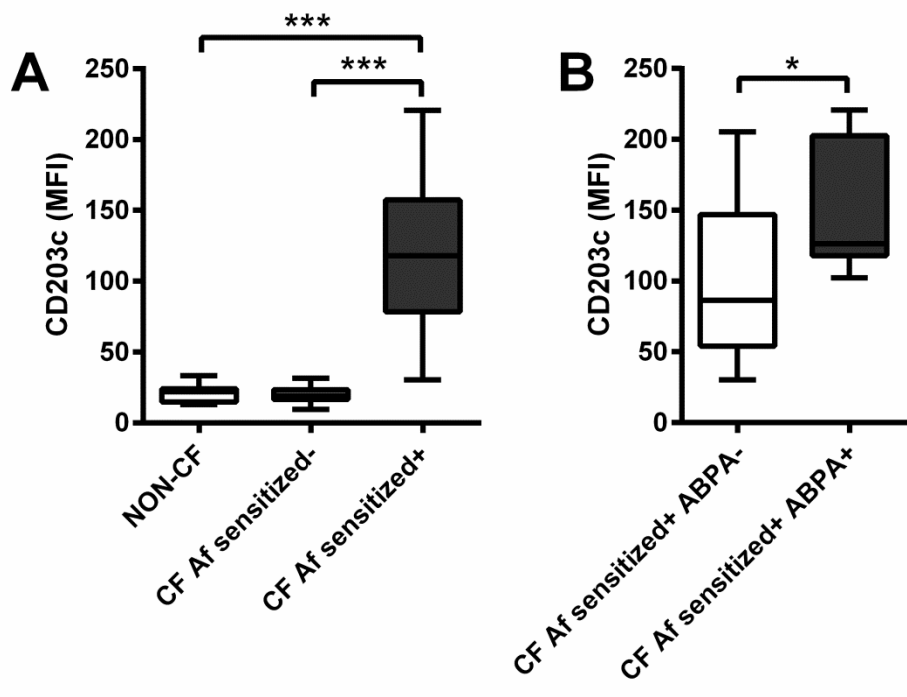 A
***
***
CD203c (MFI)
250
200
150
100
50
0
NON-CF
CF Af sensitized-
CF Af sensitized+
B
*
CD203c (MFI)
250
200
150
100
50
0
CF Af sensitized+ ABPA-
CF Af sensitized+ ABPA+